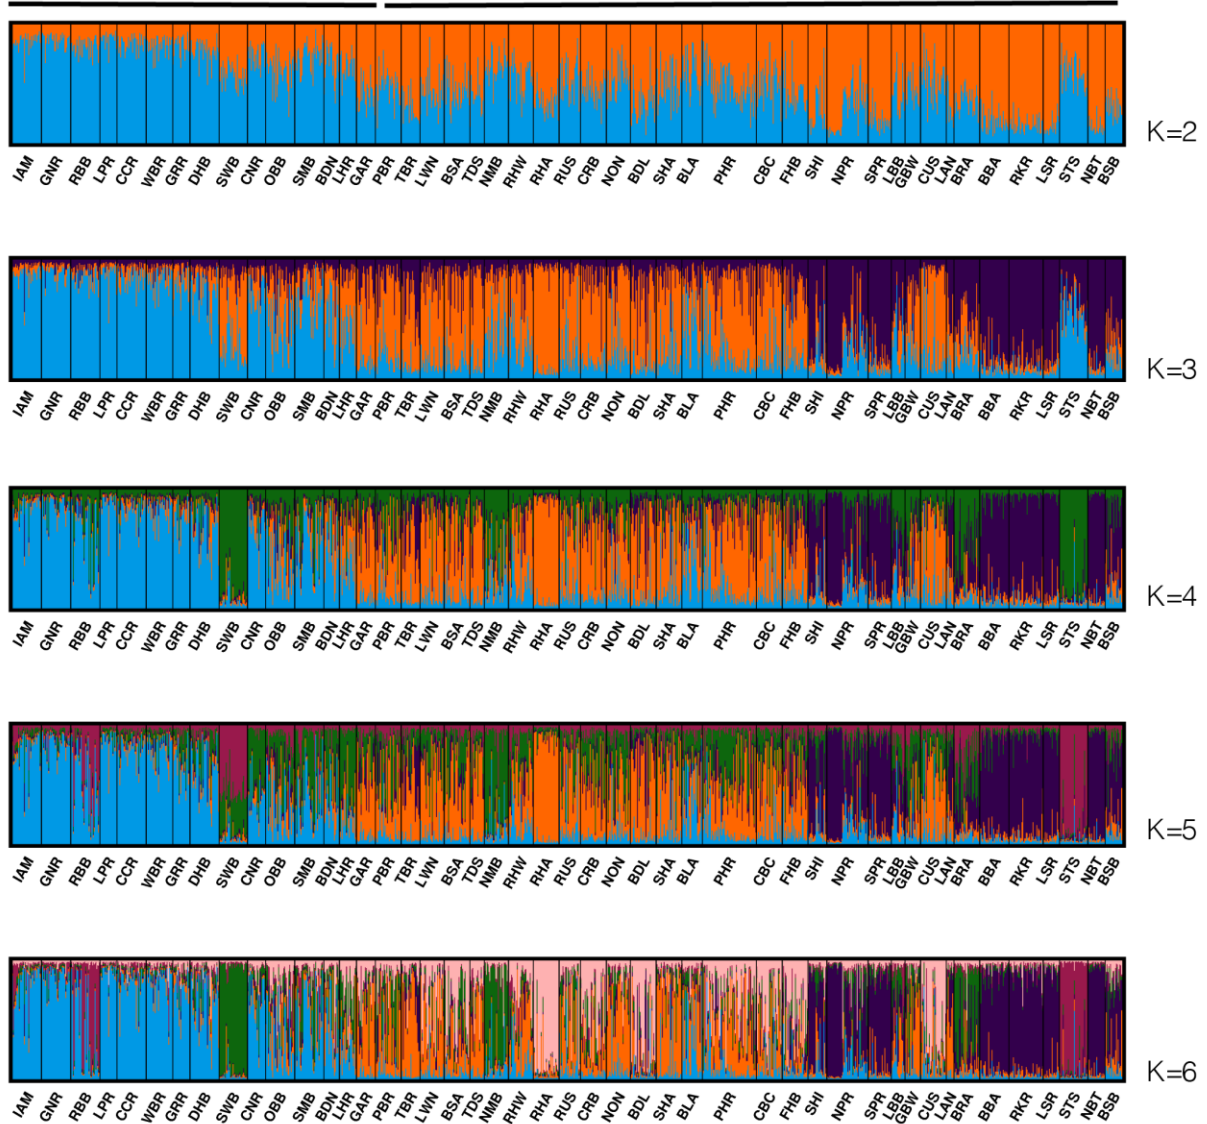 K=2
IAM GNR RBB LPR CCR WBR GRR DHB SWB CNR OBB SMB BDN LHR GAR PBR TBR LWN BSA TDS NMB RHW RHA RUS CRB NON BDL SHA BLA PHR CBC FHB SHI NPR SPR LBB GBW CUS LAN BRA BBA RKR LSR STS NBT BSB
K=3
IAM GNR RBB LPR CCR WBR GRR DHB SWB CNR OBB SMB BDN LHR GAR PBR TBR LWN BSA TDS NMB RHW RHA RUS CRB NON BDL SHA BLA PHR CBC FHB SHI NPR SPR LBB GBW CUS LAN BRA BBA RKR LSR STS NBT BSB
K=4
IAM GNR RBB LPR CCR WBR GRR DHB SWB CNR OBB SMB BDN LHR GAR PBR TBR LWN BSA TDS NMB RHW RHA RUS CRB NON BDL SHA BLA PHR CBC FHB SHI NPR SPR LBB GBW CUS LAN BRA BBA RKR LSR STS NBT BSB
K=5
IAM GNR RBB LPR CCR WBR GRR DHB SWB CNR OBB SMB BDN LHR GAR PBR TBR LWN BSA TDS NMB RHW RHA RUS CRB NON BDL SHA BLA PHR CBC FHB SHI NPR SPR LBB GBW CUS LAN BRA BBA RKR LSR STS NBT BSB
K=6
IAM GNR RBB LPR CCR WBR GRR DHB SWB CNR OBB SMB BDN LHR GAR PBR TBR LWN BSA TDS NMB RHW RHA RUS CRB NON BDL SHA BLA PHR CBC FHB SHI NPR SPR LBB GBW CUS LAN BRA BBA RKR LSR STS NBT BSB